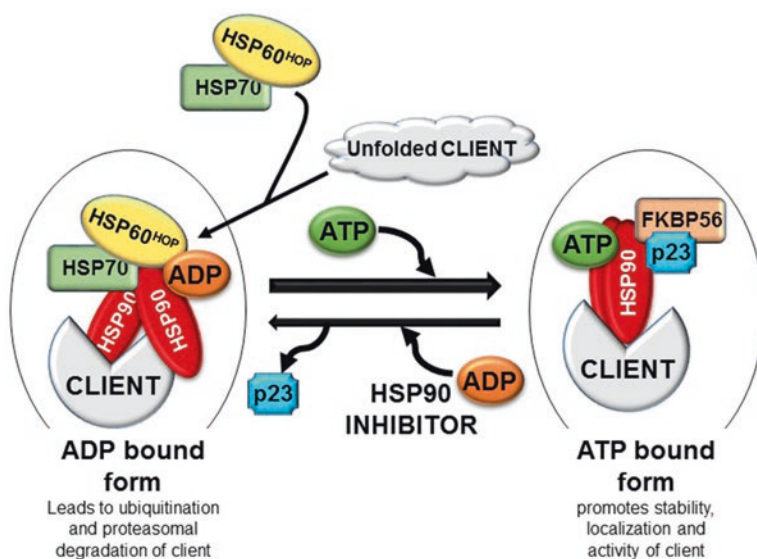 HSP60HOP
HSP70
Unfolded CLIENT
HSP60HOP
HSP70
ADP
HSP90
HSP90
CLIENT
ATP
p23
HSP90
INHIBITOR
ADP
ATP
FKBP56
p23
HSP90
CLIENT
ADP bound
form
Leads to ubiquitination
and proteasomal
degradation of client
ATP bound
form
promotes stability,
localization and
activity of client